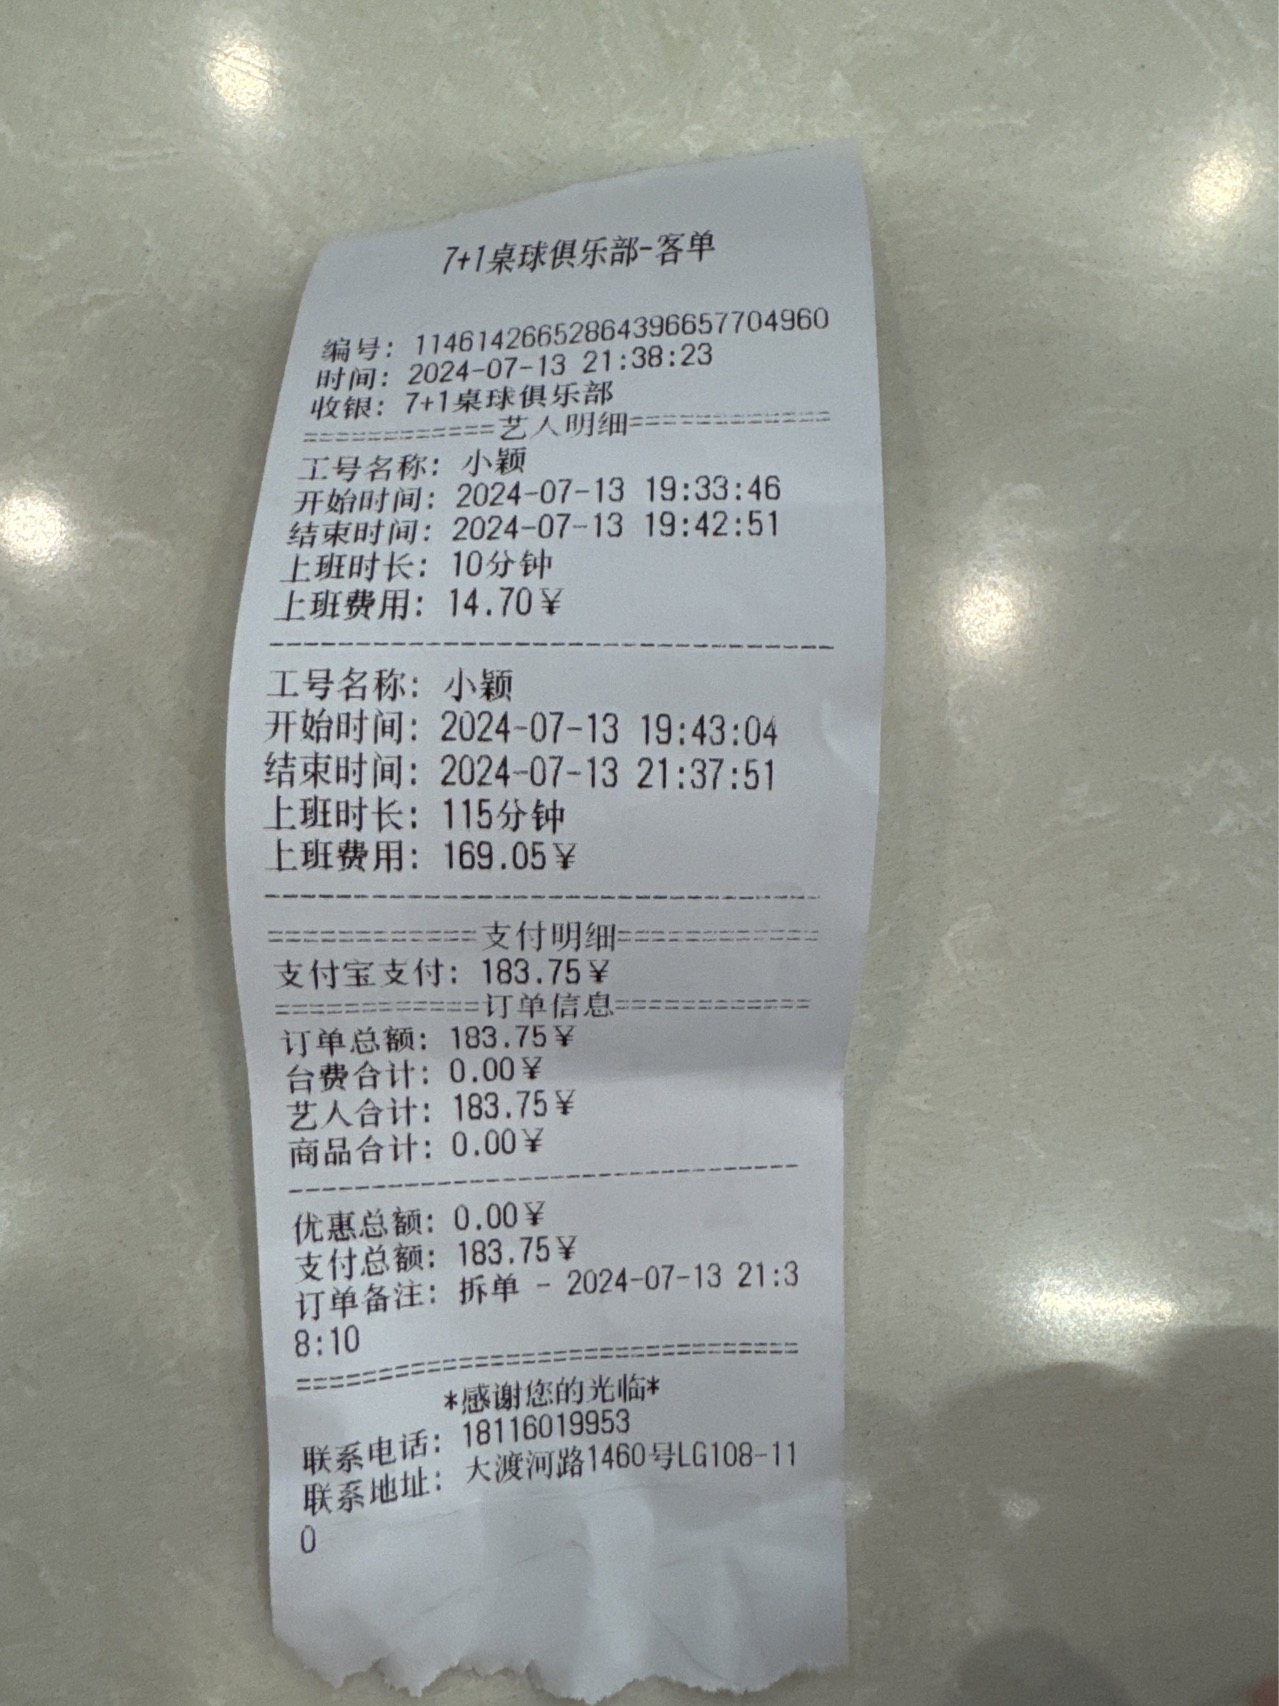 7+1桌球俱乐部-客单
编号: 1146142665286439665​7704960
时间: 2024-07-13 21:38:23
收银: 7+1桌球俱乐部
============艺人明细============
工号名称: 小颖
开始时间: 2024-07-13 19:33:46
结束时间: 2024-07-13 19:42:51
上班时长: 10分钟
上班费用: 14.70¥
--------------------------------
工号名称: 小颖
开始时间: 2024-07-13 19:43:04
结束时间: 2024-07-13 21:37:51
上班时长: 115分钟
上班费用: 169.05¥
--------------------------------
============支付明细============
支付宝支付: 183.75¥
============订单信息============
订单总额: 183.75¥
台费合计: 0.00¥
艺人合计: 183.75¥
商品合计: 0.00¥
--------------------------------
优惠总额: 0.00¥
支付总额: 183.75¥
订单备注: 拆单 - 2024-07-13 21:3
8:10
================================
*感谢您的光临*
联系电话: 18116019953
联系地址: 大渡河路1460号LG108-11
0